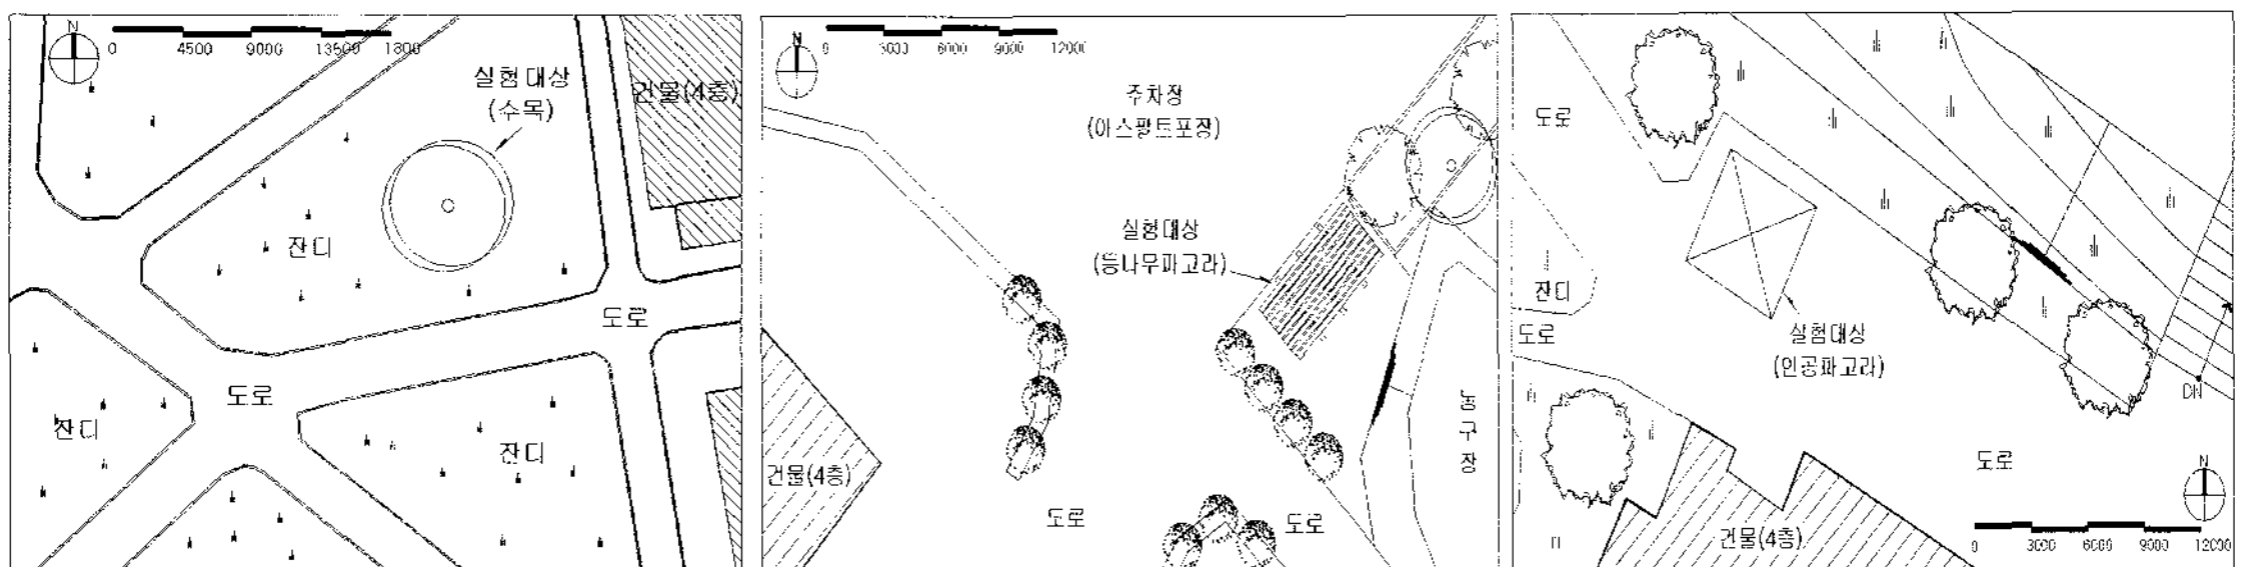 N
0 4500 9000 13500 1800
실험대상
(수목)
건물(4층)
잔디
도로
도로
잔디
잔디
N
0 3000 6000 9000 12000
주차장
(아스팔트포장)
실험대상
(등나무파고라)
농구장
건물(4층)
도로
도로
도로
잔디
도로
실험대상
(인공파고라)
DN
도로
N
건물(4층)
0 3000 6000 9000 12000